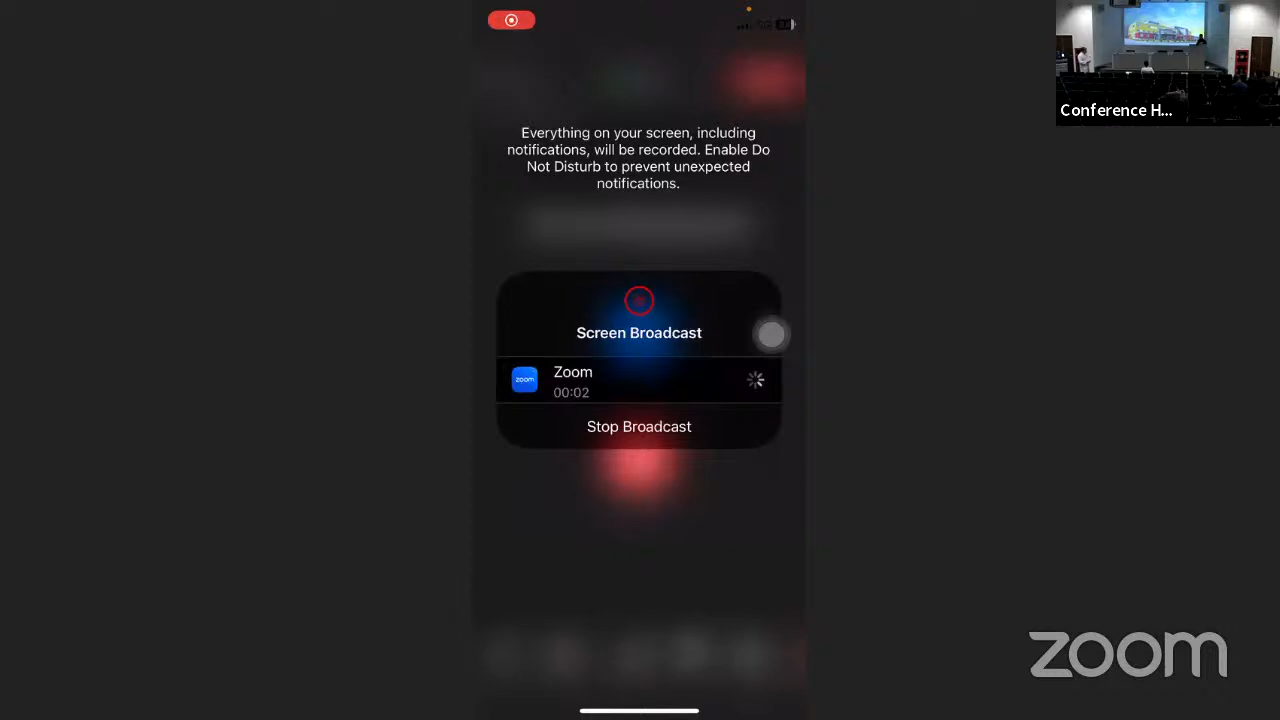 Conference H...
Everything on your screen, including
notifications, will be recorded. Enable Do
Not Disturb to prevent unexpected
notifications.
Screen Broadcast
zoom
Zoom
00:02
Stop Broadcast
zoom